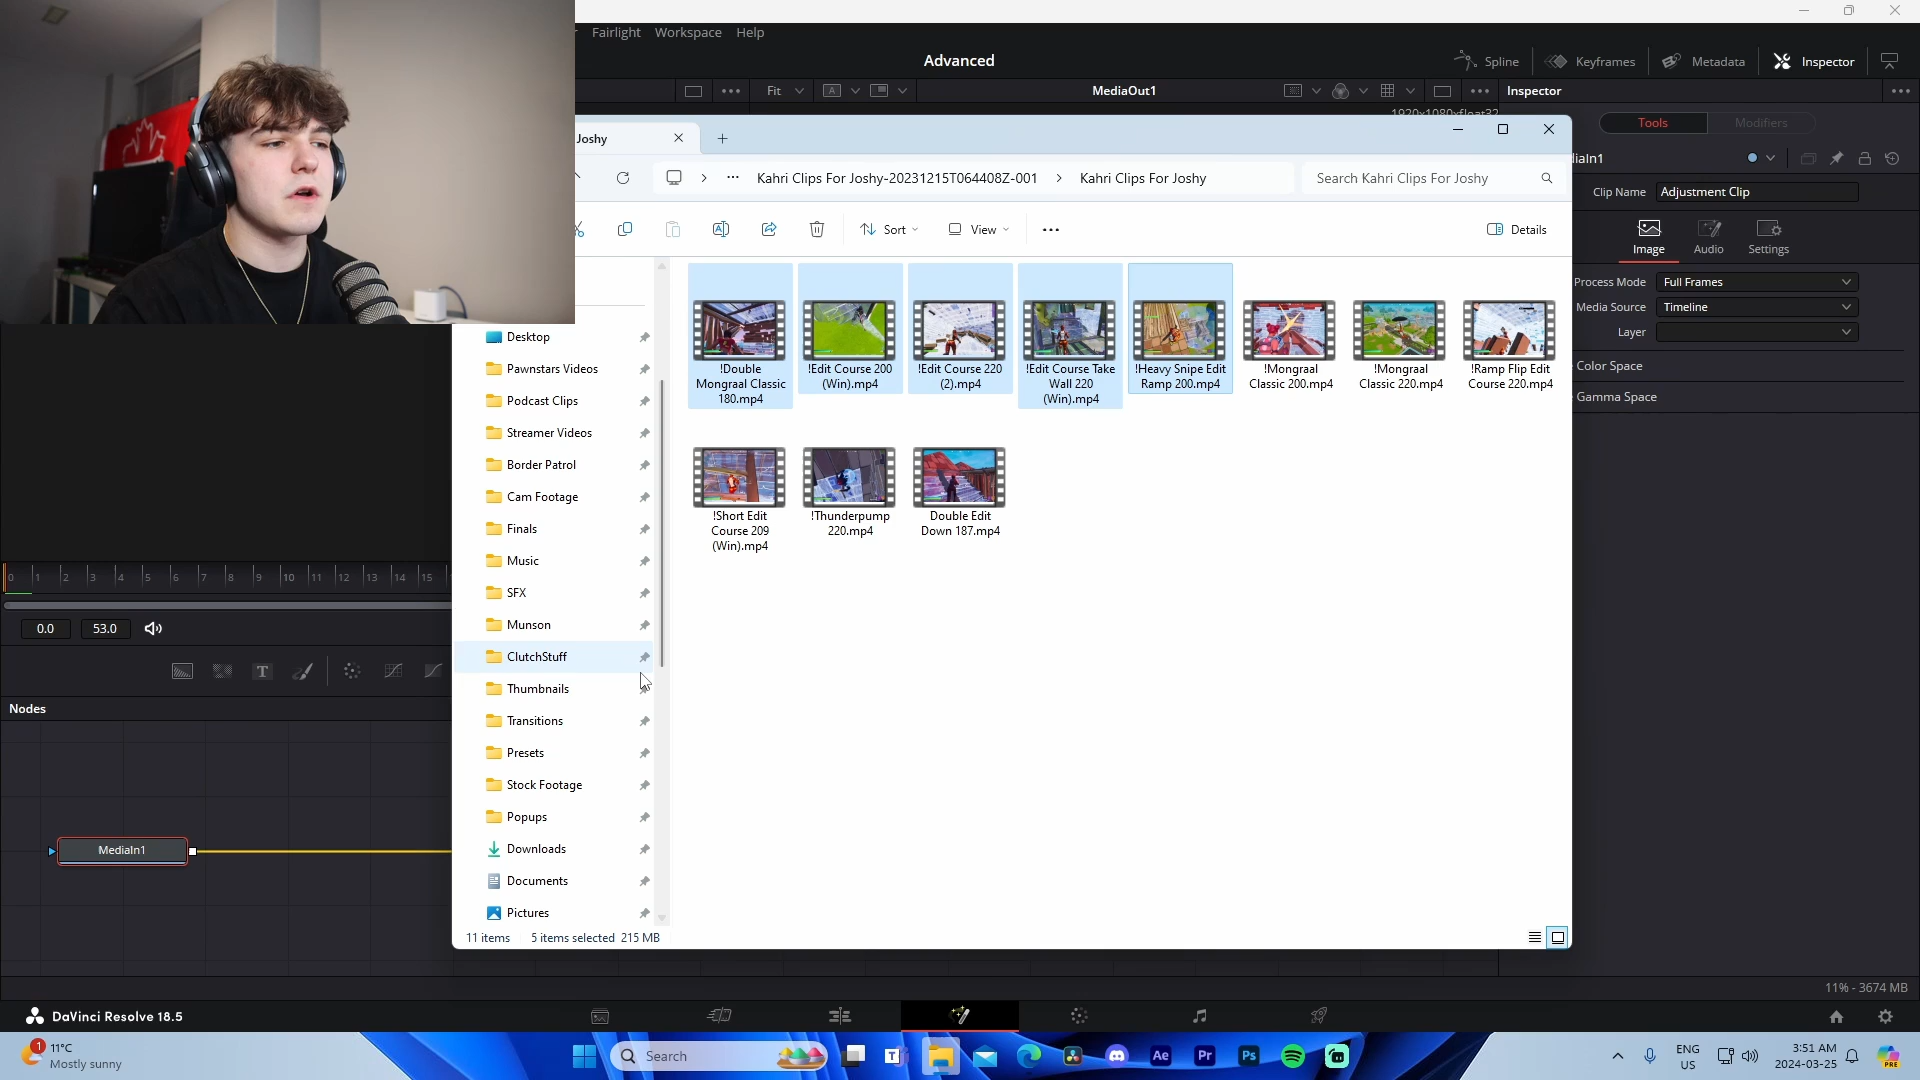 Fairlight Workspace Help
Advanced
Spline Keyframes Metadata Inspector
Fit MediaOut1 Inspector
1920x1080xfloat32
Tools Modifiers
Joshy
diaIn1
Kahri Clips For Joshy-20231215T064408Z-001 Kahri Clips For Joshy Search Kahri Clips For Joshy
Clip Name Adjustment Clip
Sort View Details
Image Audio Settings
Process Mode Full Frames
Media Source Timeline
Layer
Color Space
Gamma Space
!Double
Mongraal Classic
180.mp4
!Edit Course 200
(Win).mp4
!Edit Course 220
(2).mp4
!Edit Course Take
Wall 220
(Win).mp4
!Heavy Snipe Edit
Ramp 200.mp4
!Mongraal
Classic 200.mp4
!Mongraal
Classic 220.mp4
!Ramp Flip Edit
Course 220.mp4
!Short Edit
Course 209
(Win).mp4
!Thunderpump
220.mp4
Double Edit
Down 187.mp4
Desktop
Pawnstars Videos
Podcast Clips
Streamer Videos
Border Patrol
Cam Footage
Finals
Music
SFX
Munson
ClutchStuff
Thumbnails
Transitions
Presets
Stock Footage
Popups
Downloads
Documents
Pictures
11 items 5 items selected 215 MB
0 1 2 3 4 5 6 7 8 9 10 11 12 13 14 15
0.0 53.0
T
Nodes
MediaIn1
11% - 3674 MB
DaVinci Resolve 18.5
1
11°C
Mostly sunny
Search
T
Ae Pr Ps
ENG
US
3:51 AM
2024-03-25
PRE